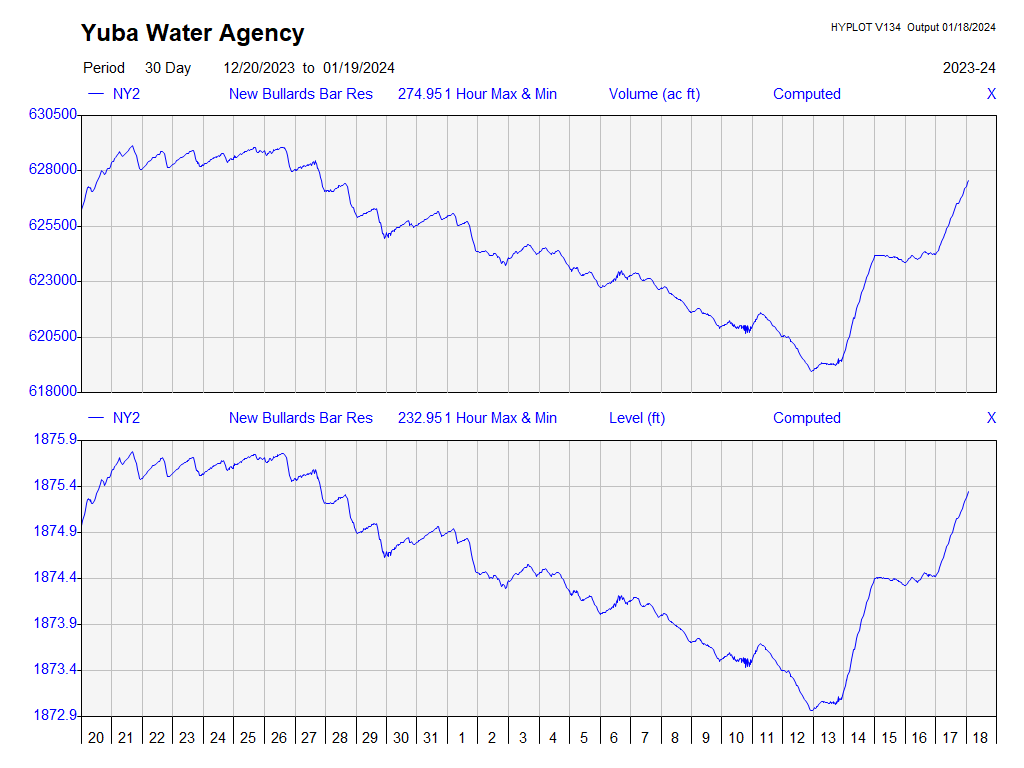 Yuba Water Agency
HYPLOT V134 Output 01/18/2024
Period 30 Day 12/20/2023 to 01/19/2024 2023-24
NY2 New Bullards Bar Res 274.95 1 Hour Max & Min Volume (ac ft) Computed X
630500
628000
625500
623000
620500
618000
NY2 New Bullards Bar Res 232.95 1 Hour Max & Min Level (ft) Computed X
1875.9
1875.4
1874.9
1874.4
1873.9
1873.4
1872.9
20 21 22 23 24 25 26 27 28 29 30 31 1 2 3 4 5 6 7 8 9 10 11 12 13 14 15 16 17 18